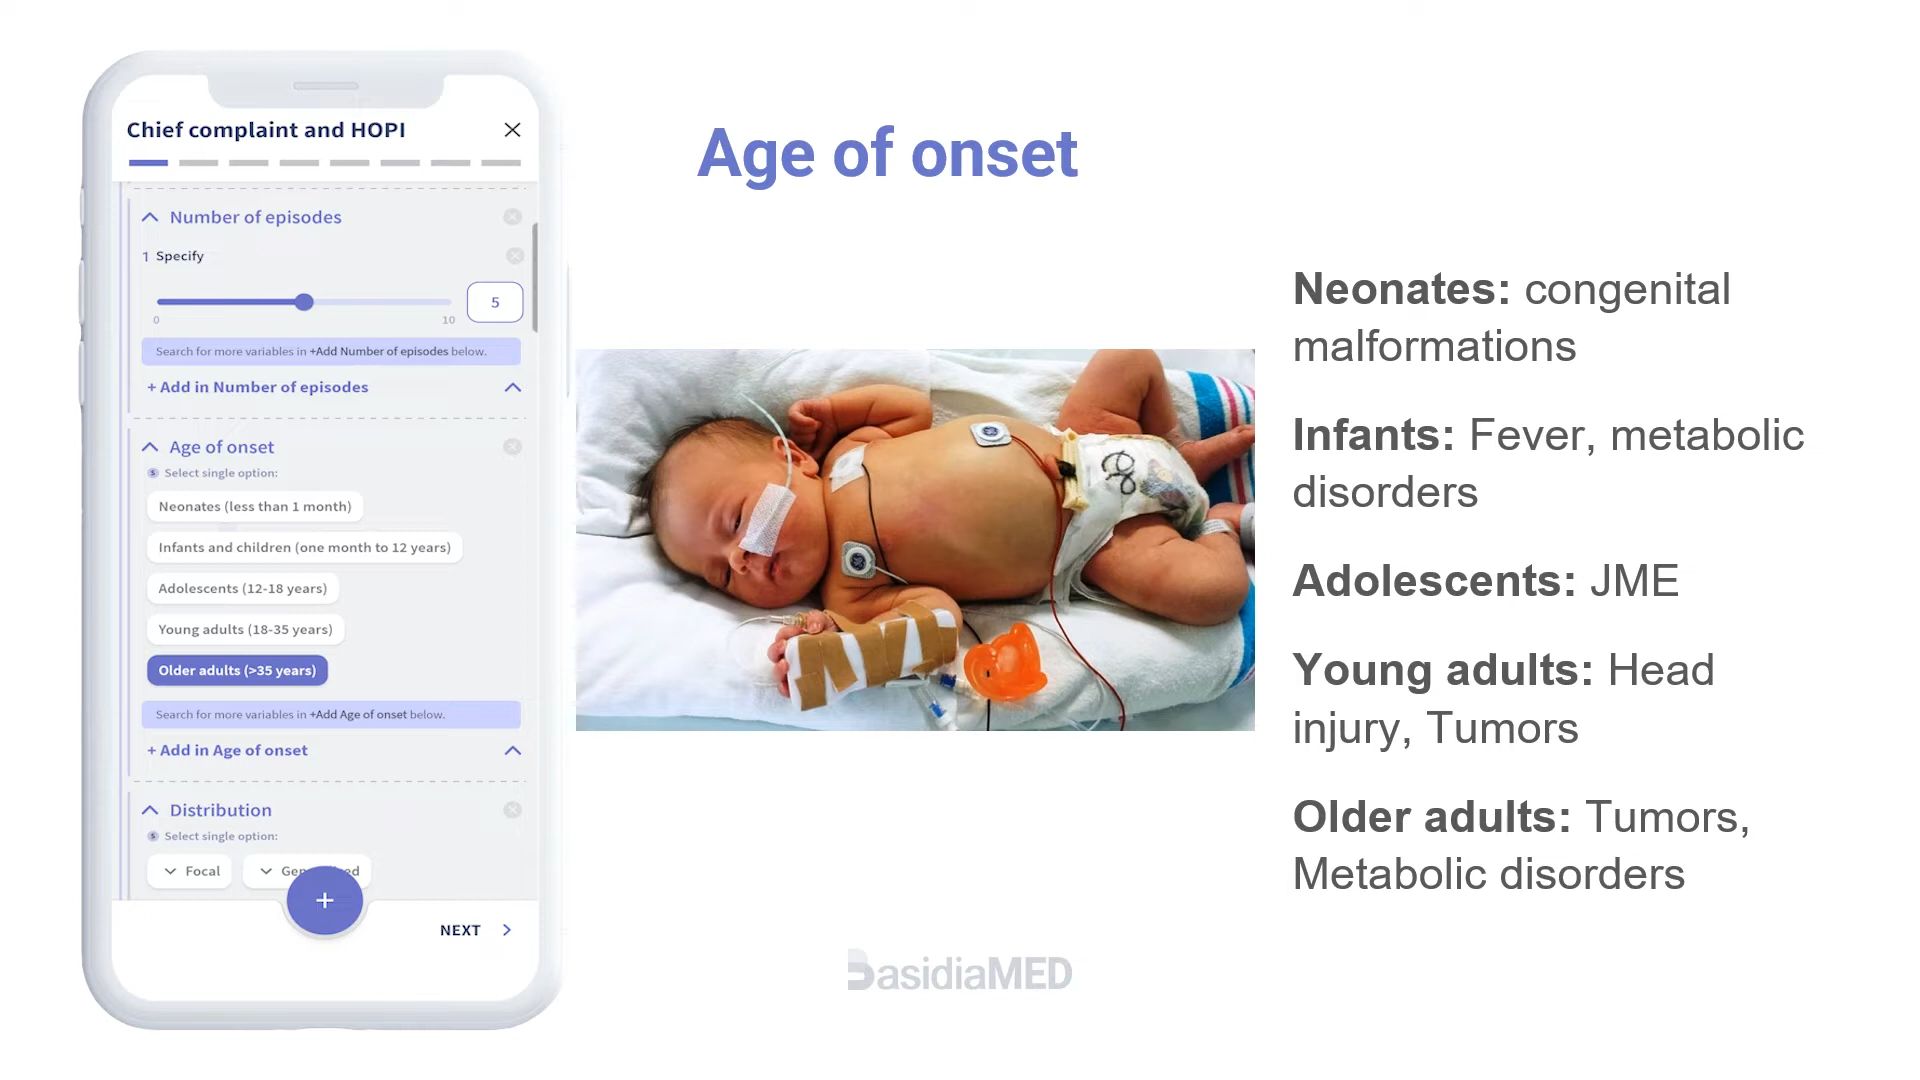 Chief complaint and HOPI
Number of episodes
1 Specify
5
0
10
Search for more variables in +Add Number of episodes below.
+ Add in Number of episodes
Age of onset
S Select single option:
Neonates (less than 1 month)
Infants and children (one month to 12 years)
Adolescents (12-18 years)
Young adults (18-35 years)
Older adults (>35 years)
Search for more variables in +Add Age of onset below.
+ Add in Age of onset
Distribution
S Select single option:
Focal
NEXT
Age of onset
Neonates: congenital
malformations
Infants: Fever, metabolic
disorders
Adolescents: JME
Young adults: Head
injury, Tumors
Older adults: Tumors,
Metabolic disorders
BasidiaMED